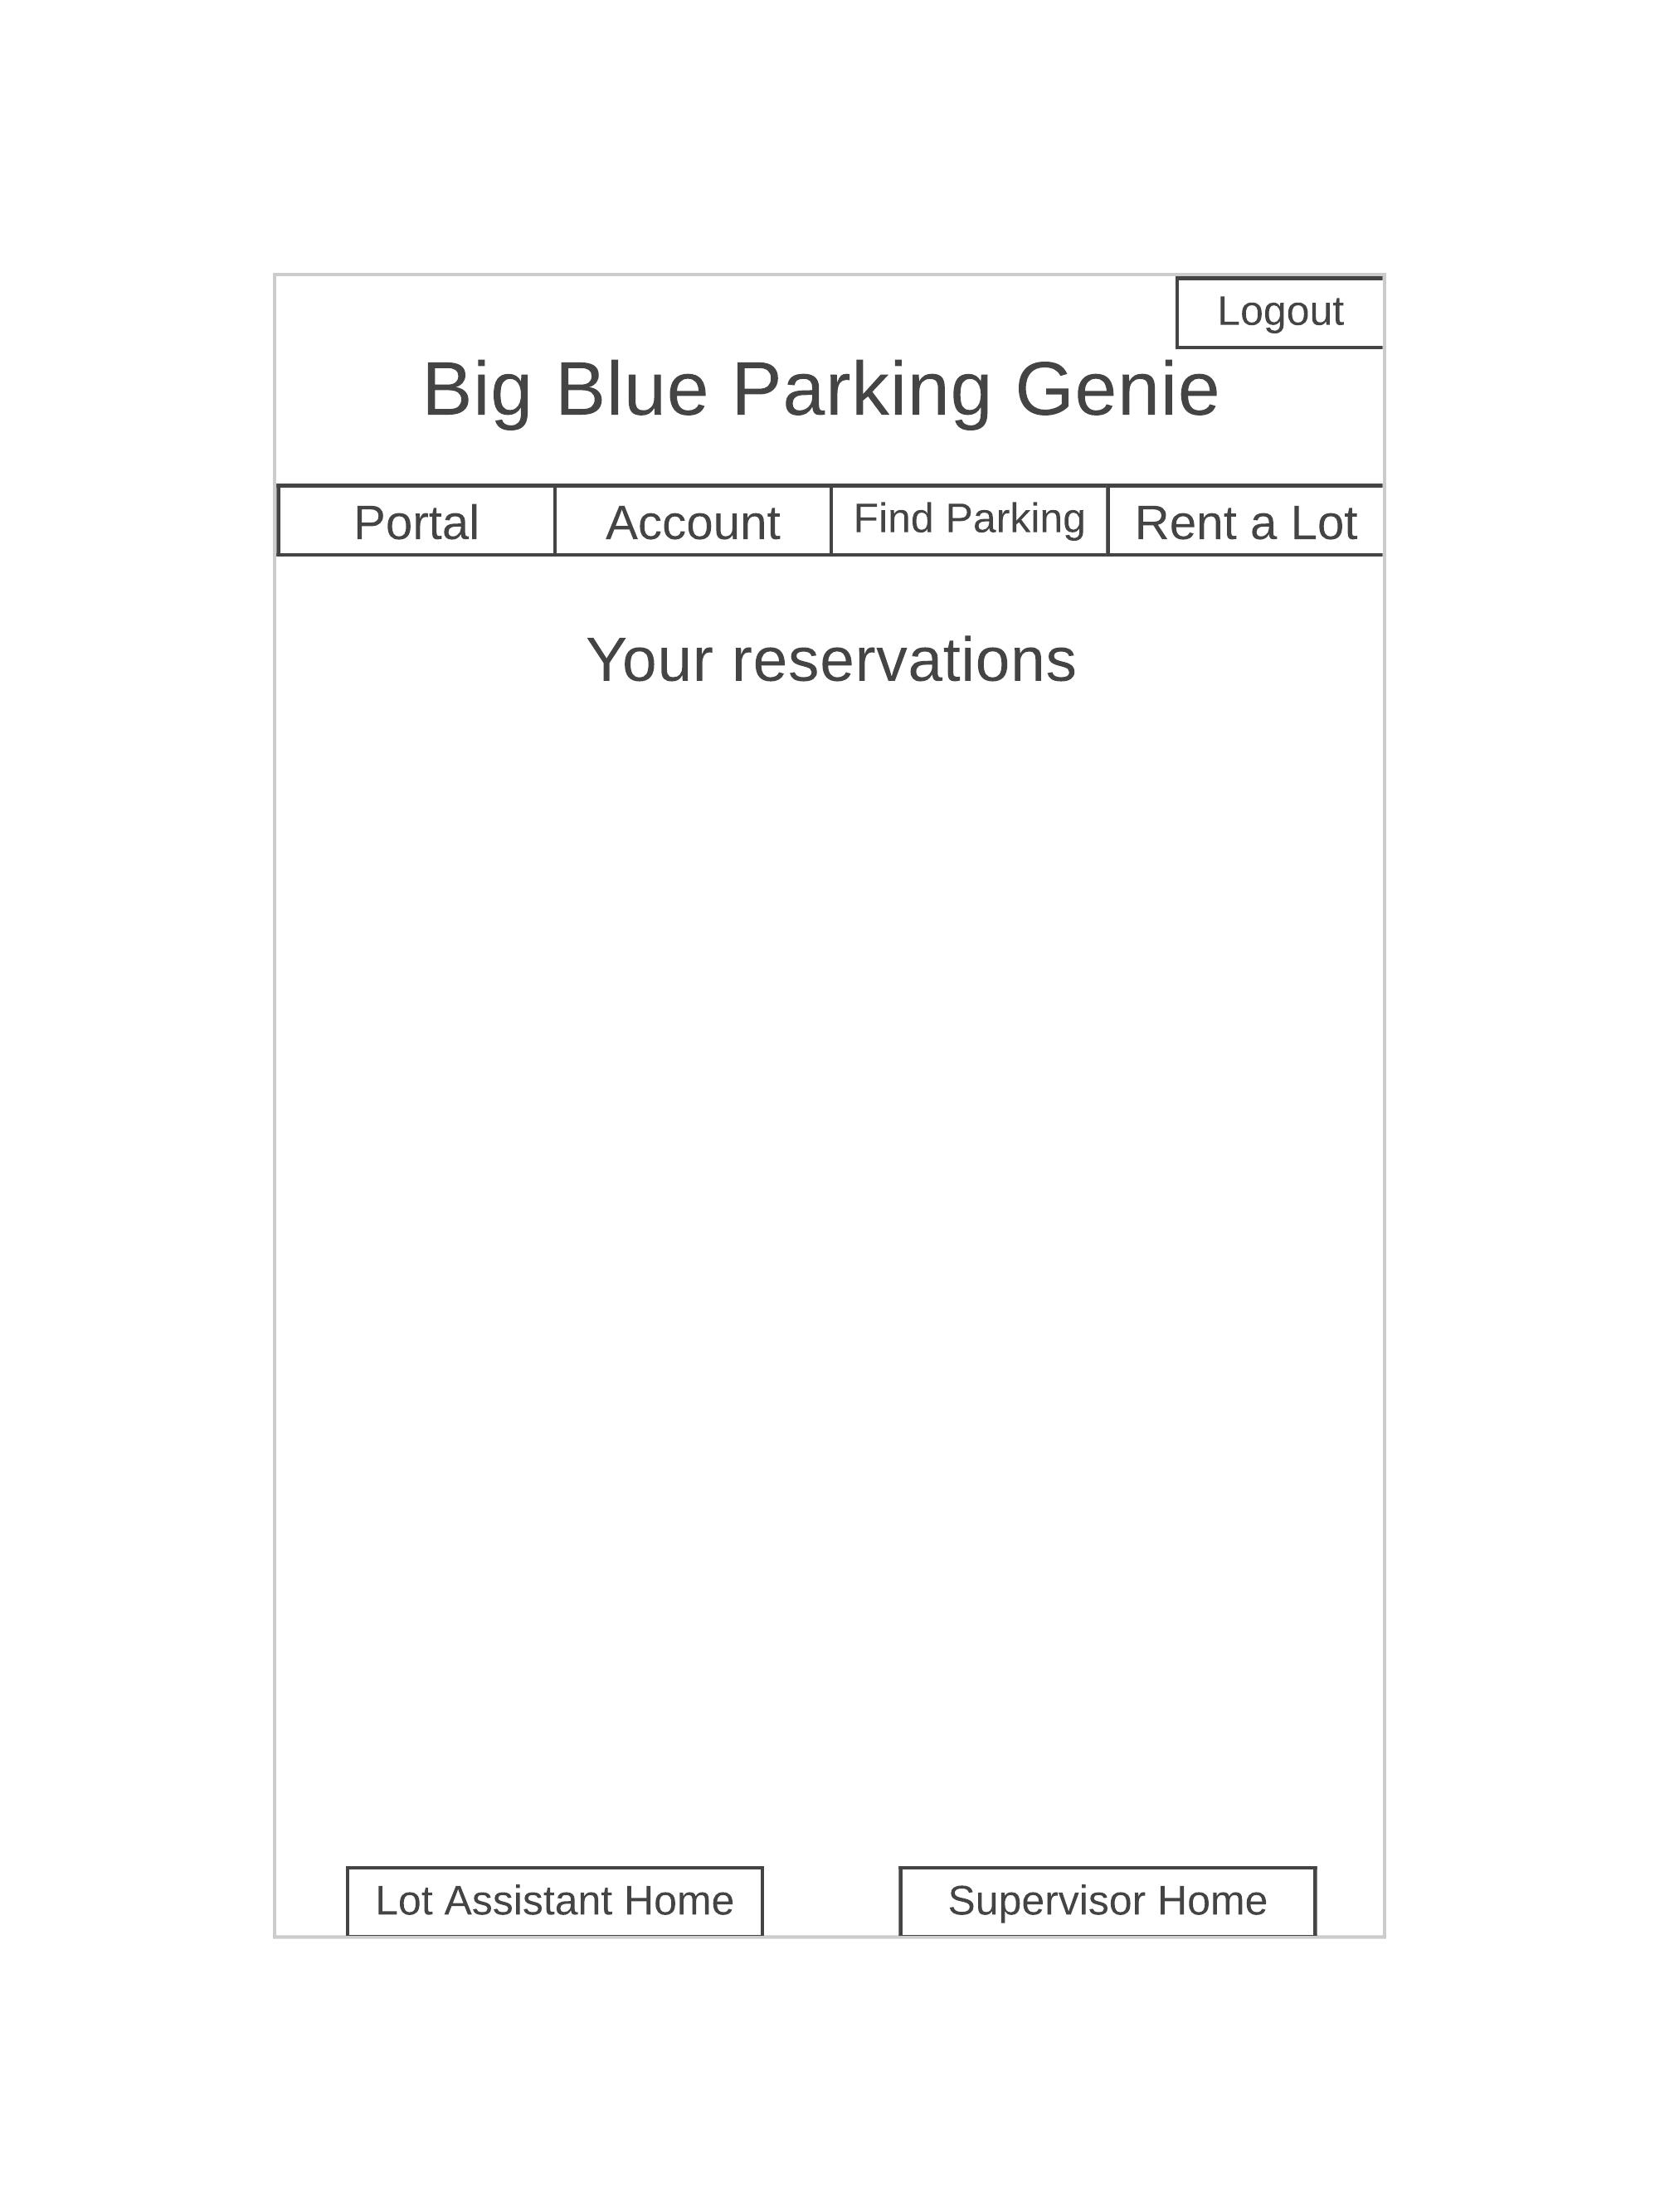 Logout
Big Blue Parking Genie
Portal Account Find Parking Rent a Lot
Your reservations
Lot Assistant Home Supervisor Home